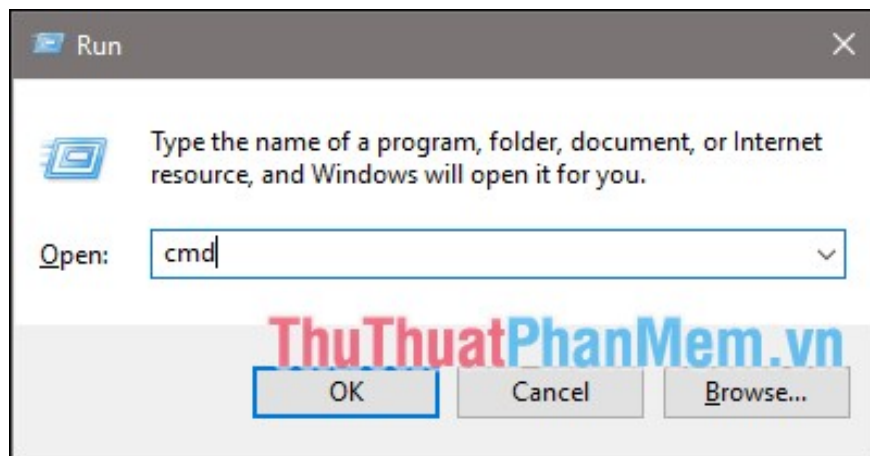 Run
Type the name of a program, folder, document, or Internet
resource, and Windows will open it for you.
Open: cmd
ThuThuatPhanMem.vn
OK Cancel Browse...